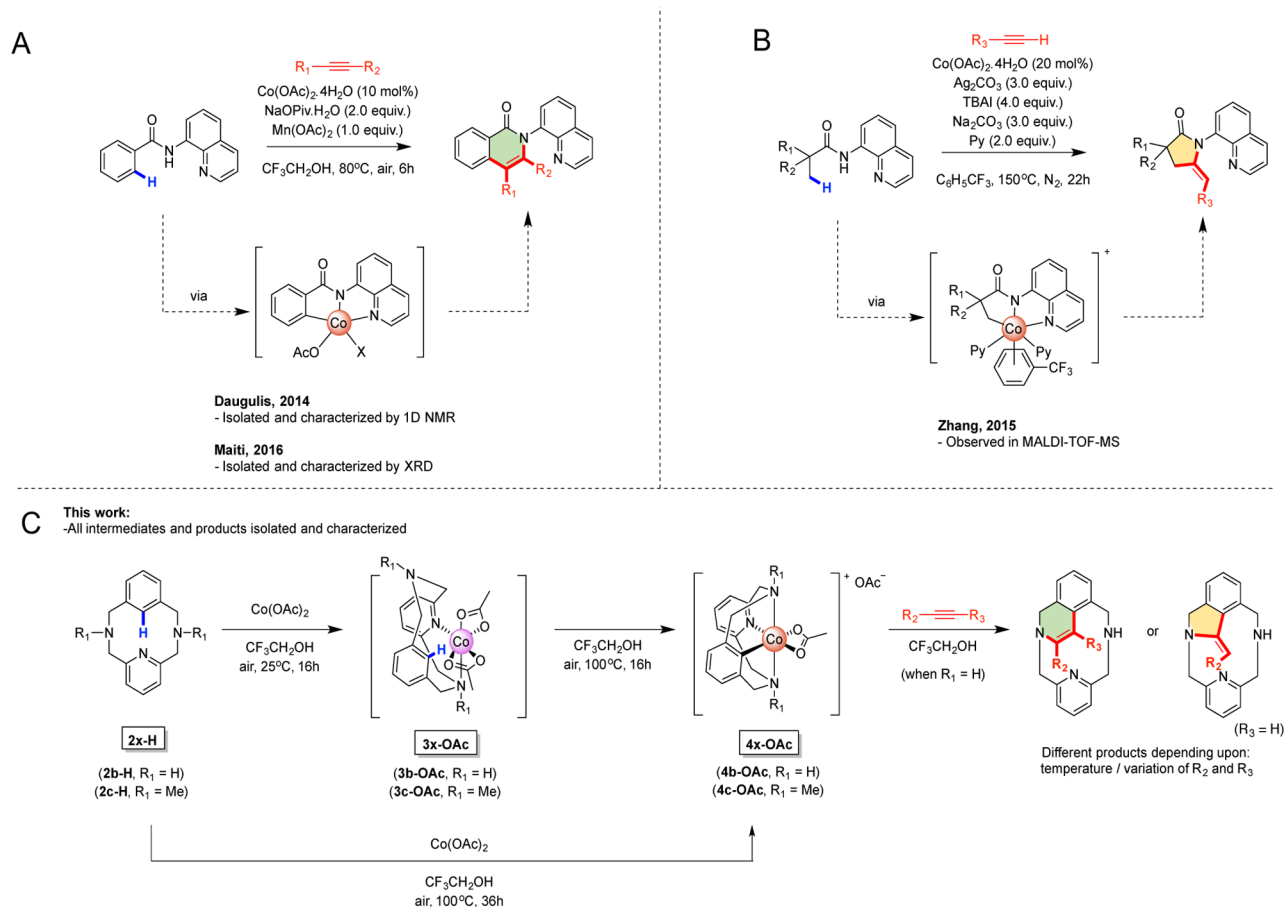 A
R₁ R₂
Co(OAc)₂.4H₂O (10 mol%)
NaOPiv.H₂O (2.0 equiv.)
Mn(OAc)₂ (1.0 equiv.)
CF₃CH₂OH, 80°C, air, 6h
O
N
H
N
H
O
N
N
R₂
R₁
via
O
N
N
Co
AcO
X
Daugulis, 2014
- Isolated and characterized by 1D NMR
Maiti, 2016
- Isolated and characterized by XRD
B
R₃ H
Co(OAc)₂.4H₂O (20 mol%)
Ag₂CO₃ (3.0 equiv.)
TBAI (4.0 equiv.)
Na₂CO₃ (3.0 equiv.)
Py (2.0 equiv.)
C₆H₅CF₃, 150°C, N₂, 22h
O
R₁
R₂
NH
N
H
O
R₁
R₂
N
N
R₃
via
+
O
R₁
R₂
N
N
Co
Py
Py
CF₃
Zhang, 2015
- Observed in MALDI-TOF-MS
C
This work:
-All intermediates and products isolated and characterized
H
R₁ N
N R₁
N
2x-H
(2b-H, R₁ = H)
(2c-H, R₁ = Me)
Co(OAc)₂
CF₃CH₂OH
air, 25°C, 16h
R₁ N
O
N
Co
O
H
O
O
N
R₁
3x-OAc
(3b-OAc, R₁ = H)
(3c-OAc, R₁ = Me)
CF₃CH₂OH
air, 100°C, 16h
+ OAc⁻
R₁
N
N
O
Co
O
N
R₁
4x-OAc
(4b-OAc, R₁ = H)
(4c-OAc, R₁ = Me)
R₂ R₃
CF₃CH₂OH
(when R₁ = H)
N
NH
R₃
R₂
N
or
N
NH
R₂
N
(R₃ = H)
Different products depending upon:
temperature / variation of R₂ and R₃
Co(OAc)₂
CF₃CH₂OH
air, 100°C, 36h